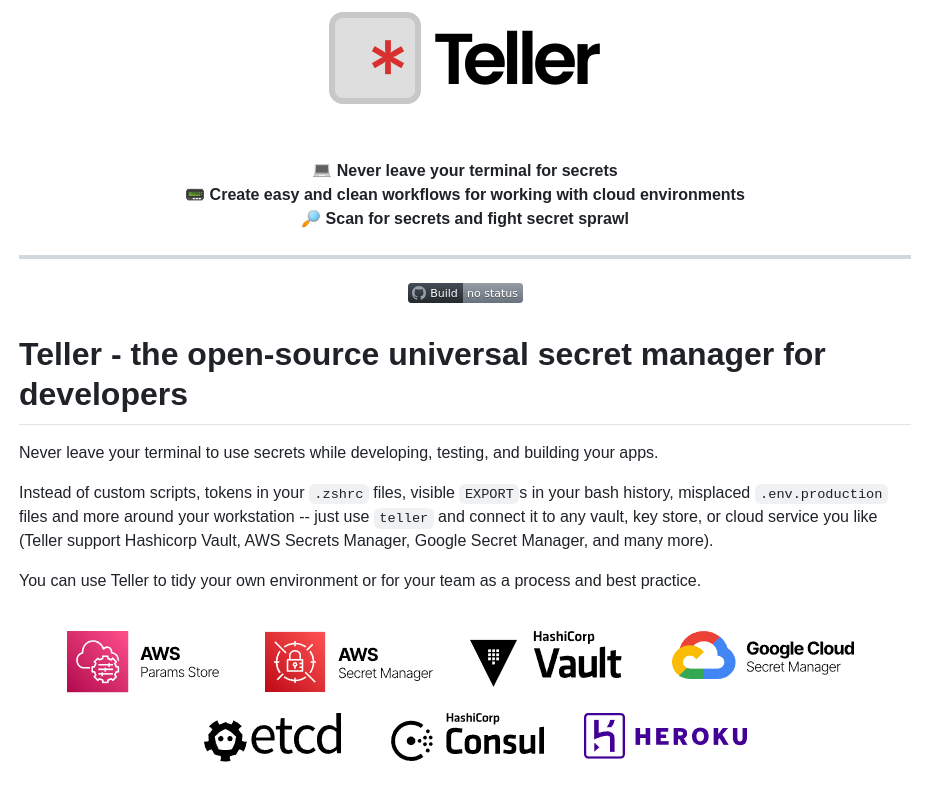 * Teller
Never leave your terminal for secrets
Create easy and clean workflows for working with cloud environments
Scan for secrets and fight secret sprawl
Build no status
Teller - the open-source universal secret manager for
developers
Never leave your terminal to use secrets while developing, testing, and building your apps.
Instead of custom scripts, tokens in your .zshrc files, visible EXPORTs in your bash history, misplaced .env.production
files and more around your workstation -- just use teller and connect it to any vault, key store, or cloud service you like
(Teller support Hashicorp Vault, AWS Secrets Manager, Google Secret Manager, and many more).
You can use Teller to tidy your own environment or for your team as a process and best practice.
AWS
Params Store
AWS
Secret Manager
HashiCorp
Vault
Google Cloud
Secret Manager
etcd
HashiCorp
Consul
HEROKU